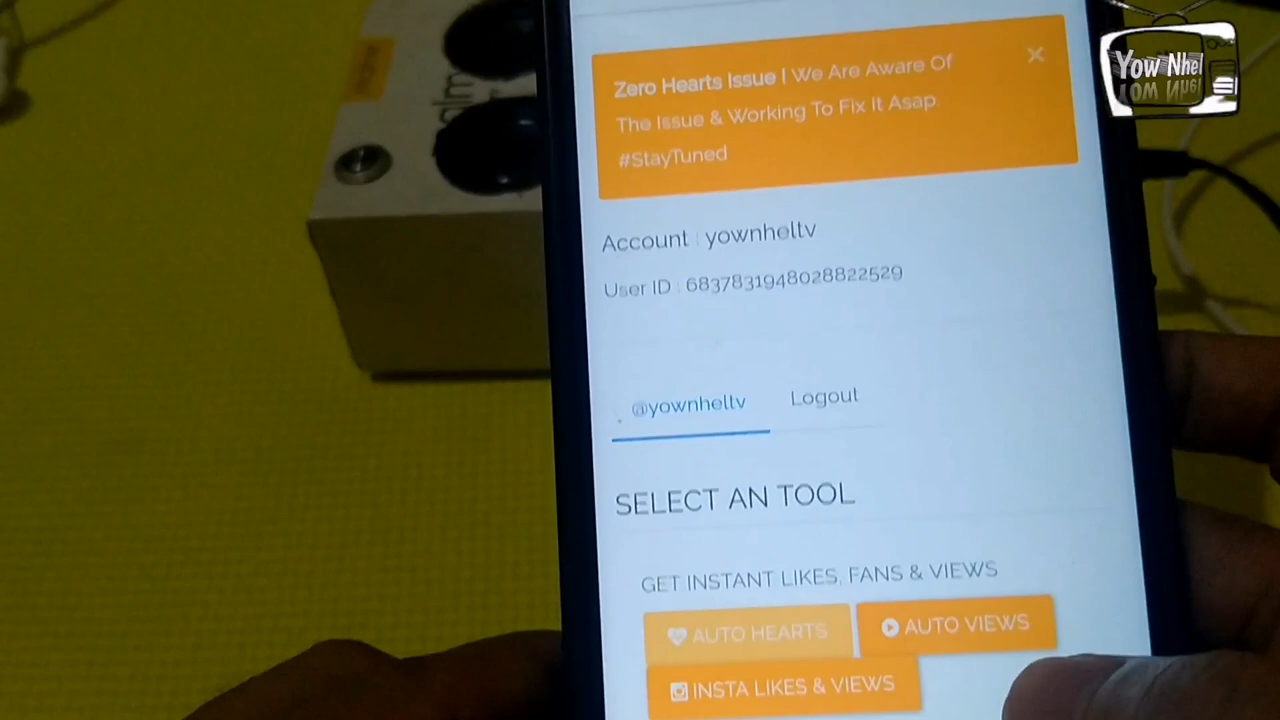 Yow Nhel
Zero Hearts Issue | We Are Aware Of
The Issue & Working To Fix It Asap.
#StayTuned
Account : yownheltv
User ID : 6837831948028822529
@yownheltv
Logout
SELECT AN TOOL
GET INSTANT LIKES, FANS & VIEWS
AUTO HEARTS
AUTO VIEWS
INSTA LIKES & VIEWS